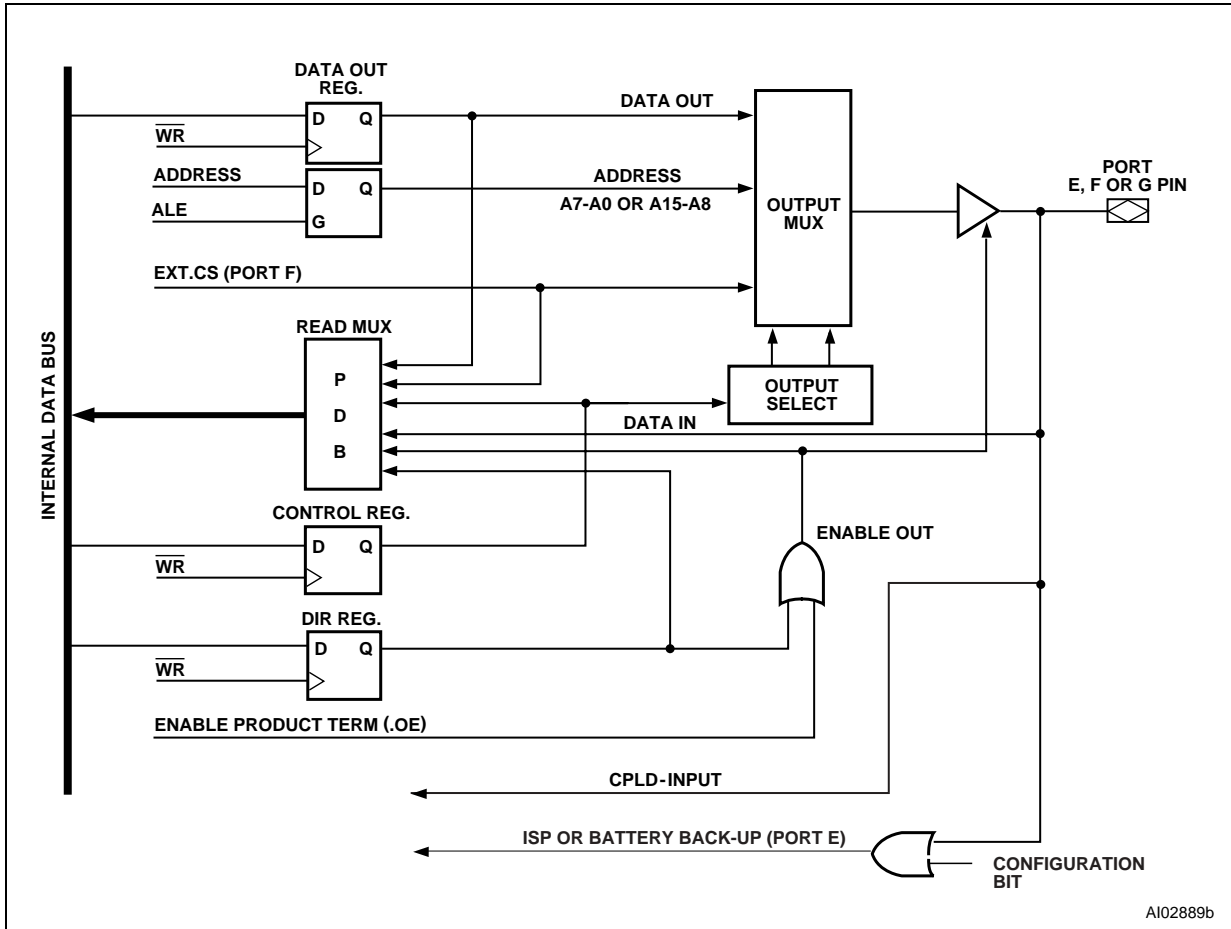 DATA OUT
REG.
D Q
DATA OUT
WR
ADDRESS
D Q
ADDRESS
A7-A0 OR A15-A8
ALE
G
OUTPUT
MUX
PORT
E, F OR G PIN
EXT.CS (PORT F)
READ MUX
P
D
B
OUTPUT
SELECT
DATA IN
INTERNAL DATA BUS
CONTROL REG.
D Q
WR
ENABLE OUT
DIR REG.
D Q
WR
ENABLE PRODUCT TERM (.OE)
CPLD-INPUT
ISP OR BATTERY BACK-UP (PORT E)
CONFIGURATION
BIT
AI02889b